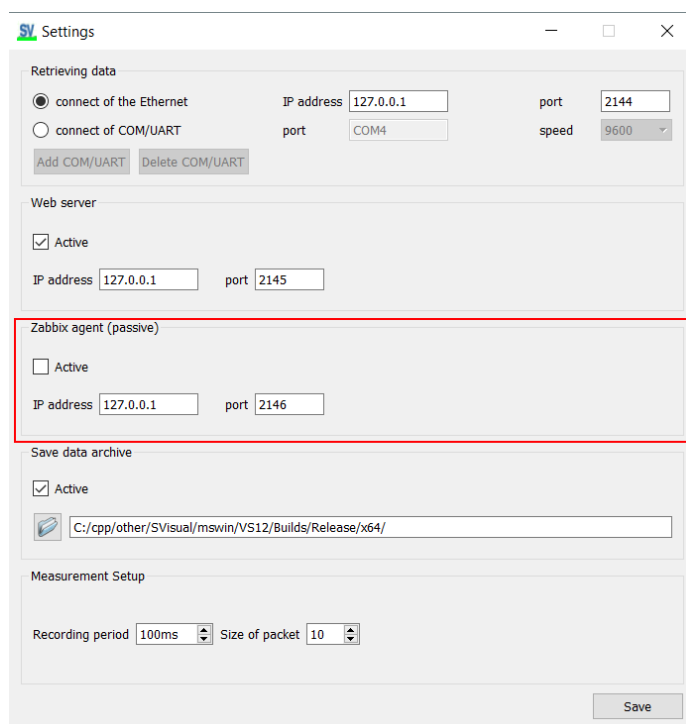 SV Settings
Retrieving data
connect of the Ethernet IP address 127.0.0.1 port 2144
connect of COM/UART port COM4 speed 9600
Add COM/UART Delete COM/UART
Web server
Active
IP address 127.0.0.1 port 2145
Zabbix agent (passive)
Active
IP address 127.0.0.1 port 2146
Save data archive
Active
C:/cpp/other/SVisual/mswin/VS12/Builds/Release/x64/
Measurement Setup
Recording period 100ms Size of packet 10
Save